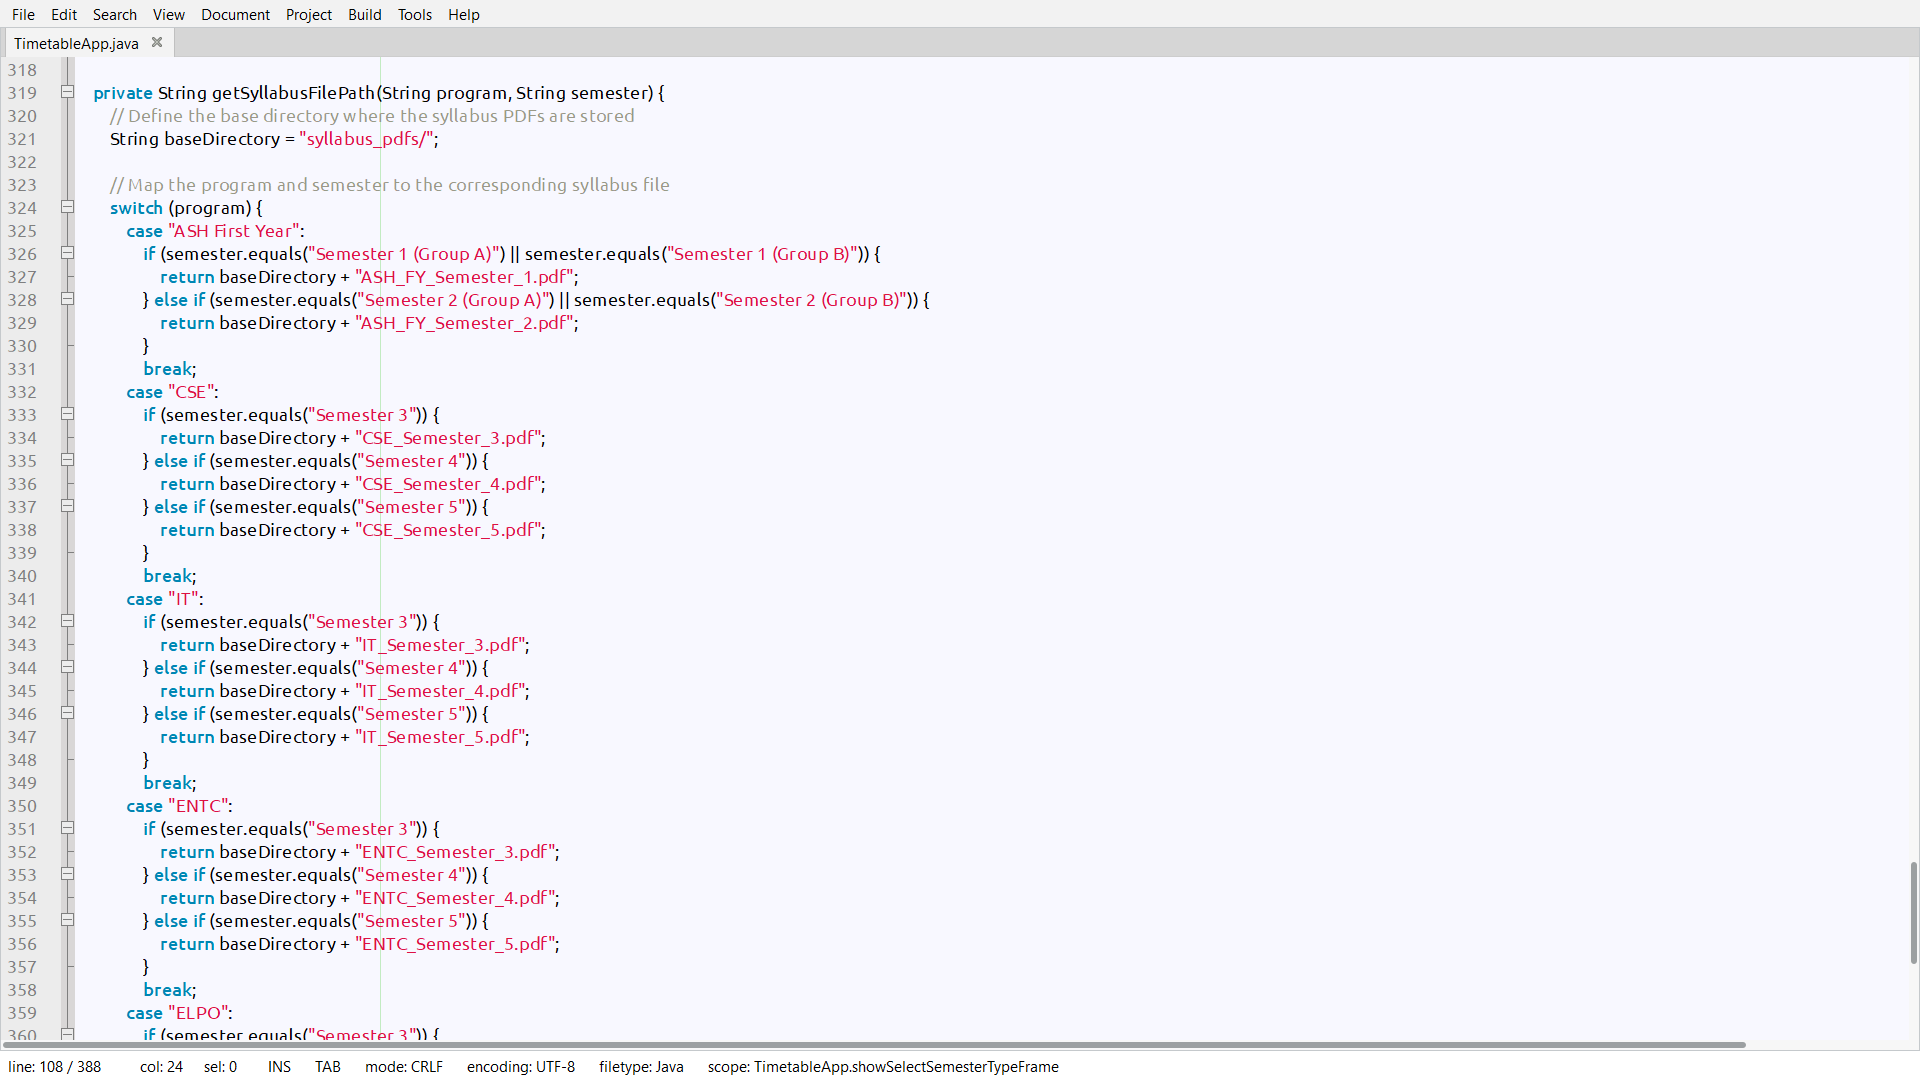 File Edit Search View Document Project Build Tools Help
TimetableApp.java
318
319 private String getSyllabusFilePath(String program, String semester) {
320 // Define the base directory where the syllabus PDFs are stored
321 String baseDirectory = "syllabus_pdfs/";
322
323 // Map the program and semester to the corresponding syllabus file
324 switch (program) {
325 case "ASH First Year":
326 if (semester.equals("Semester 1 (Group A)") || semester.equals("Semester 1 (Group B)")) {
327 return baseDirectory + "ASH_FY_Semester_1.pdf";
328 } else if (semester.equals("Semester 2 (Group A)") || semester.equals("Semester 2 (Group B)")) {
329 return baseDirectory + "ASH_FY_Semester_2.pdf";
330 }
331 break;
332 case "CSE":
333 if (semester.equals("Semester 3")) {
334 return baseDirectory + "CSE_Semester_3.pdf";
335 } else if (semester.equals("Semester 4")) {
336 return baseDirectory + "CSE_Semester_4.pdf";
337 } else if (semester.equals("Semester 5")) {
338 return baseDirectory + "CSE_Semester_5.pdf";
339 }
340 break;
341 case "IT":
342 if (semester.equals("Semester 3")) {
343 return baseDirectory + "IT_Semester_3.pdf";
344 } else if (semester.equals("Semester 4")) {
345 return baseDirectory + "IT_Semester_4.pdf";
346 } else if (semester.equals("Semester 5")) {
347 return baseDirectory + "IT_Semester_5.pdf";
348 }
349 break;
350 case "ENTC":
351 if (semester.equals("Semester 3")) {
352 return baseDirectory + "ENTC_Semester_3.pdf";
353 } else if (semester.equals("Semester 4")) {
354 return baseDirectory + "ENTC_Semester_4.pdf";
355 } else if (semester.equals("Semester 5")) {
356 return baseDirectory + "ENTC_Semester_5.pdf";
357 }
358 break;
359 case "ELPO":
360 if (semester.equals("Semester 3")) {
line: 108 / 388 col: 24 sel: 0 INS TAB mode: CRLF encoding: UTF-8 filetype: Java scope: TimetableApp.showSelectSemesterTypeFrame